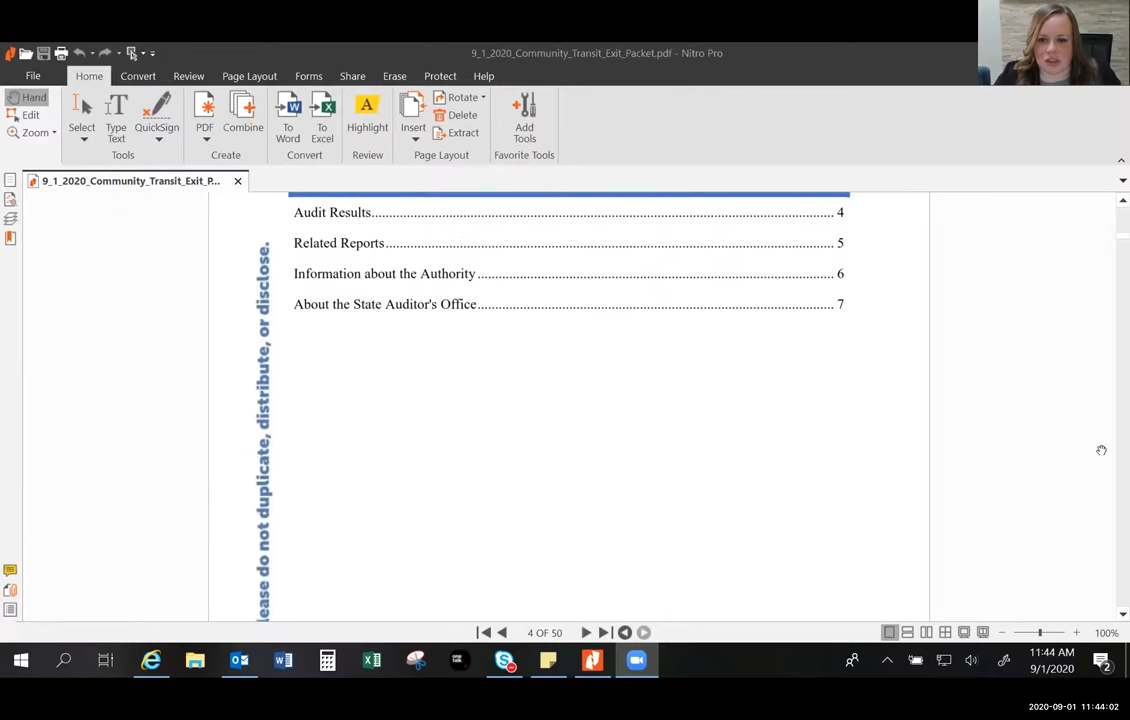 9_1_2020_Community_Transit_Exit_Packet.pdf - Nitro Pro
File Home Convert Review Page Layout Forms Share Erase Protect Help
Hand
Edit
Zoom
Select
Type Text
QuickSign
Tools
PDF
Combine
Create
To Word
To Excel
Convert
A
Highlight
Review
Insert
Rotate
Delete
Extract
Page Layout
Add Tools
Favorite Tools
9_1_2020_Community_Transit_Exit_P...
Audit Results 4
Related Reports 5
Information about the Authority 6
About the State Auditor's Office 7
lease do not duplicate, distribute, or disclose.
4 OF 50
100%
11:44 AM
9/1/2020
2
2020-09-01 11:44:02